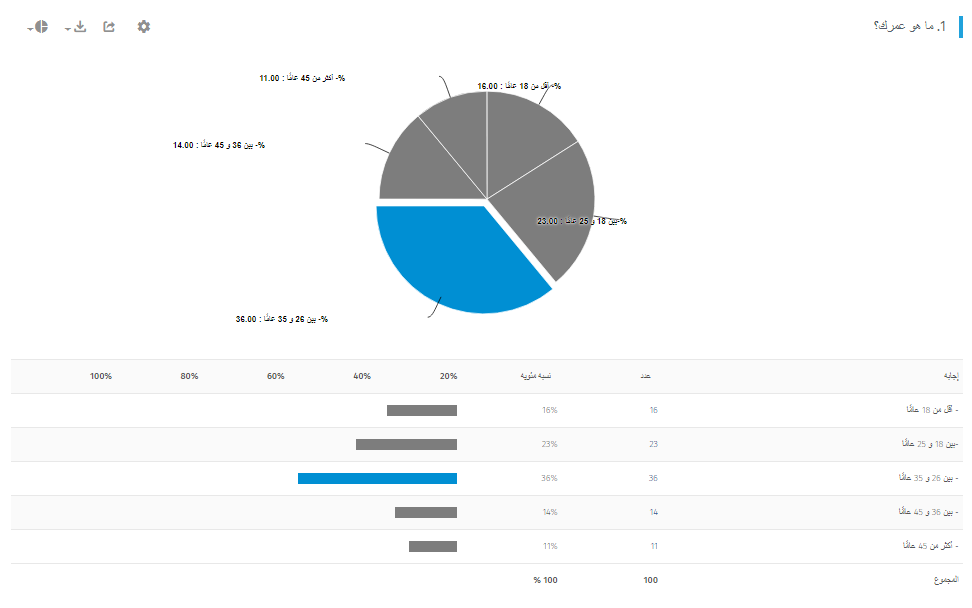 1. ما هو عمرك؟
%- أكثر من 45 عامًا : 11.00
%- أقل من 18 عامًا : 16.00
%- بين 36 و 45 عامًا : 14.00
%-بين 18 و 25 عامًا : 23.00
%- بين 26 و 35 عامًا : 36.00
إجابة عدد نسبة مئوية 20% 40% 60% 80% 100%
- أقل من 18 عامًا 16 16%
-بين 18 و 25 عامًا 23 23%
- بين 26 و 35 عامًا 36 36%
- بين 36 و 45 عامًا 14 14%
- أكثر من 45 عامًا 11 11%
المجموع 100 100 %